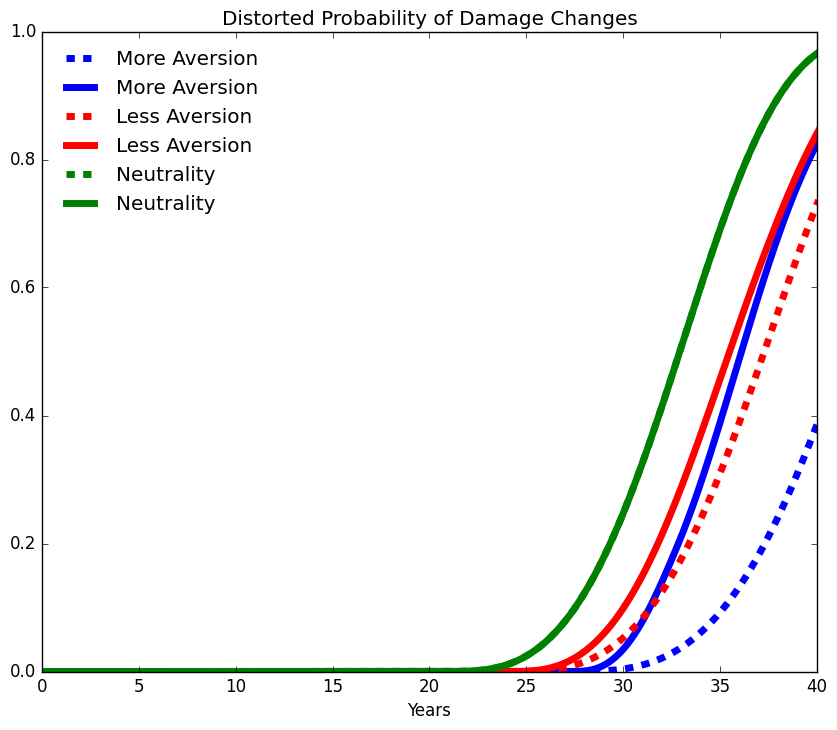 Distorted Probability of Damage Changes
1.0
More Aversion
More Aversion
Less Aversion
Less Aversion
Neutrality
Neutrality
0.8
0.6
0.4
0.2
0.0
0 5 10 15 20 25 30 35 40
Years